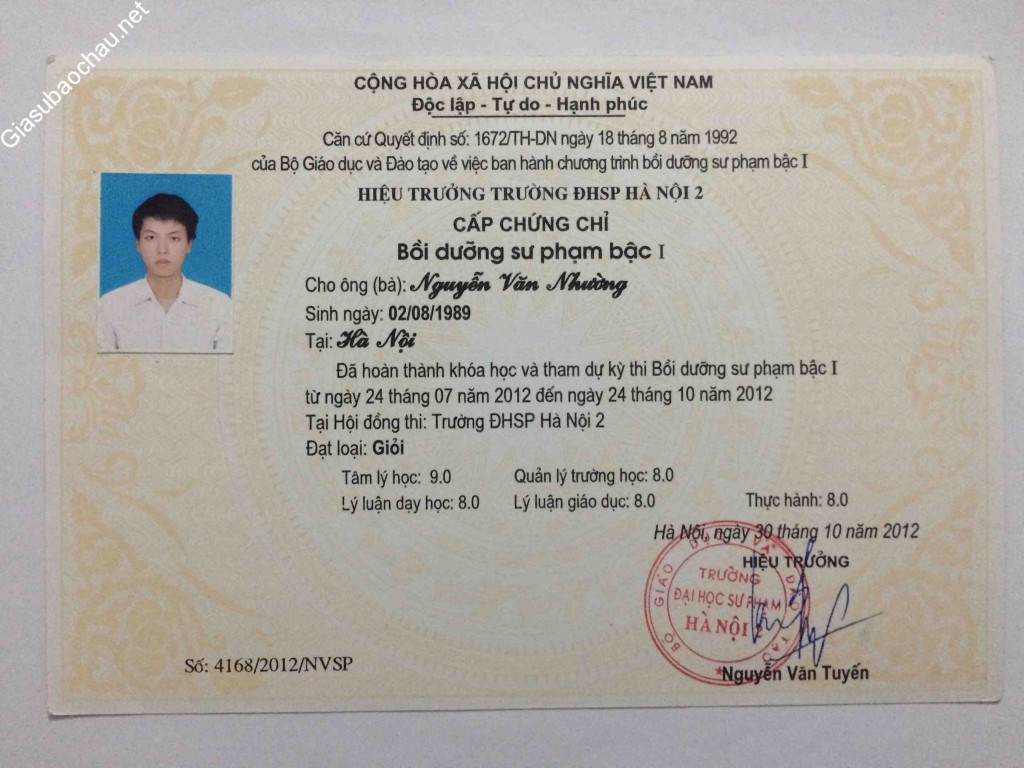 Giasubaochau.net
CỘNG HÒA XÃ HỘI CHỦ NGHĨA VIỆT NAM
Độc lập - Tự do - Hạnh phúc
Căn cứ Quyết định số: 1672/TH-DN ngày 18 tháng 8 năm 1992
của Bộ Giáo dục và Đào tạo về việc ban hành chương trình bồi dưỡng sư phạm bậc I
HIỆU TRƯỞNG TRƯỜNG ĐHSP HÀ NỘI 2
CẤP CHỨNG CHỈ
Bồi dưỡng sư phạm bậc I
Cho ông (bà): Nguyễn Văn Nhường
Sinh ngày: 02/08/1989
Tại: Hà Nội
Đã hoàn thành khóa học và tham dự kỳ thi Bồi dưỡng sư phạm bậc I
từ ngày 24 tháng 07 năm 2012 đến ngày 24 tháng 10 năm 2012
Tại Hội đồng thi: Trường ĐHSP Hà Nội 2
Đạt loại: Giỏi
Tâm lý học: 9.0 Quản lý trường học: 8.0
Lý luận dạy học: 8.0 Lý luận giáo dục: 8.0 Thực hành: 8.0
Hà Nội, ngày 30 tháng 10 năm 2012
HIỆU TRƯỞNG
BỘ GIÁO DỤC VÀ ĐÀO TẠO
TRƯỜNG
ĐẠI HỌC SƯ PHẠM
HÀ NỘI 2
Nguyễn Văn Tuyến
Số: 4168/2012/NVSP